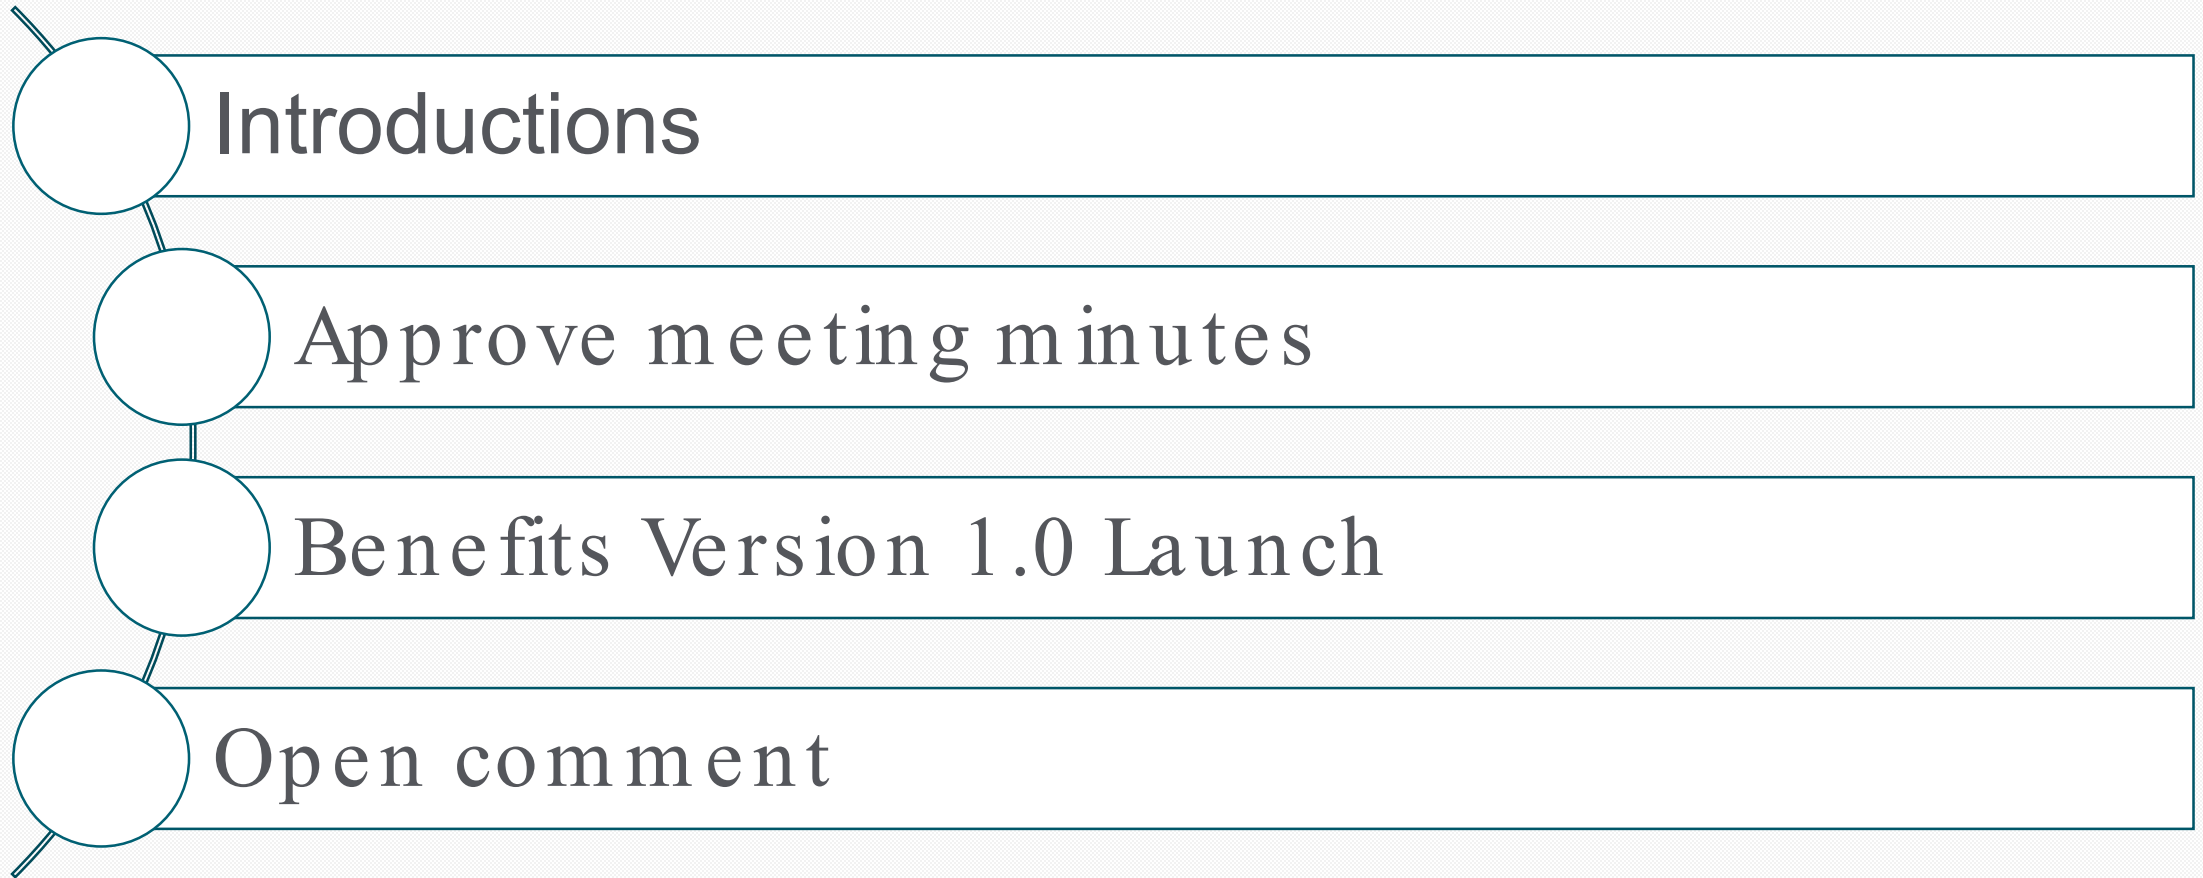 Introductions
Approve meeting minutes
Benefits Version 1.0 Launch
Open comment